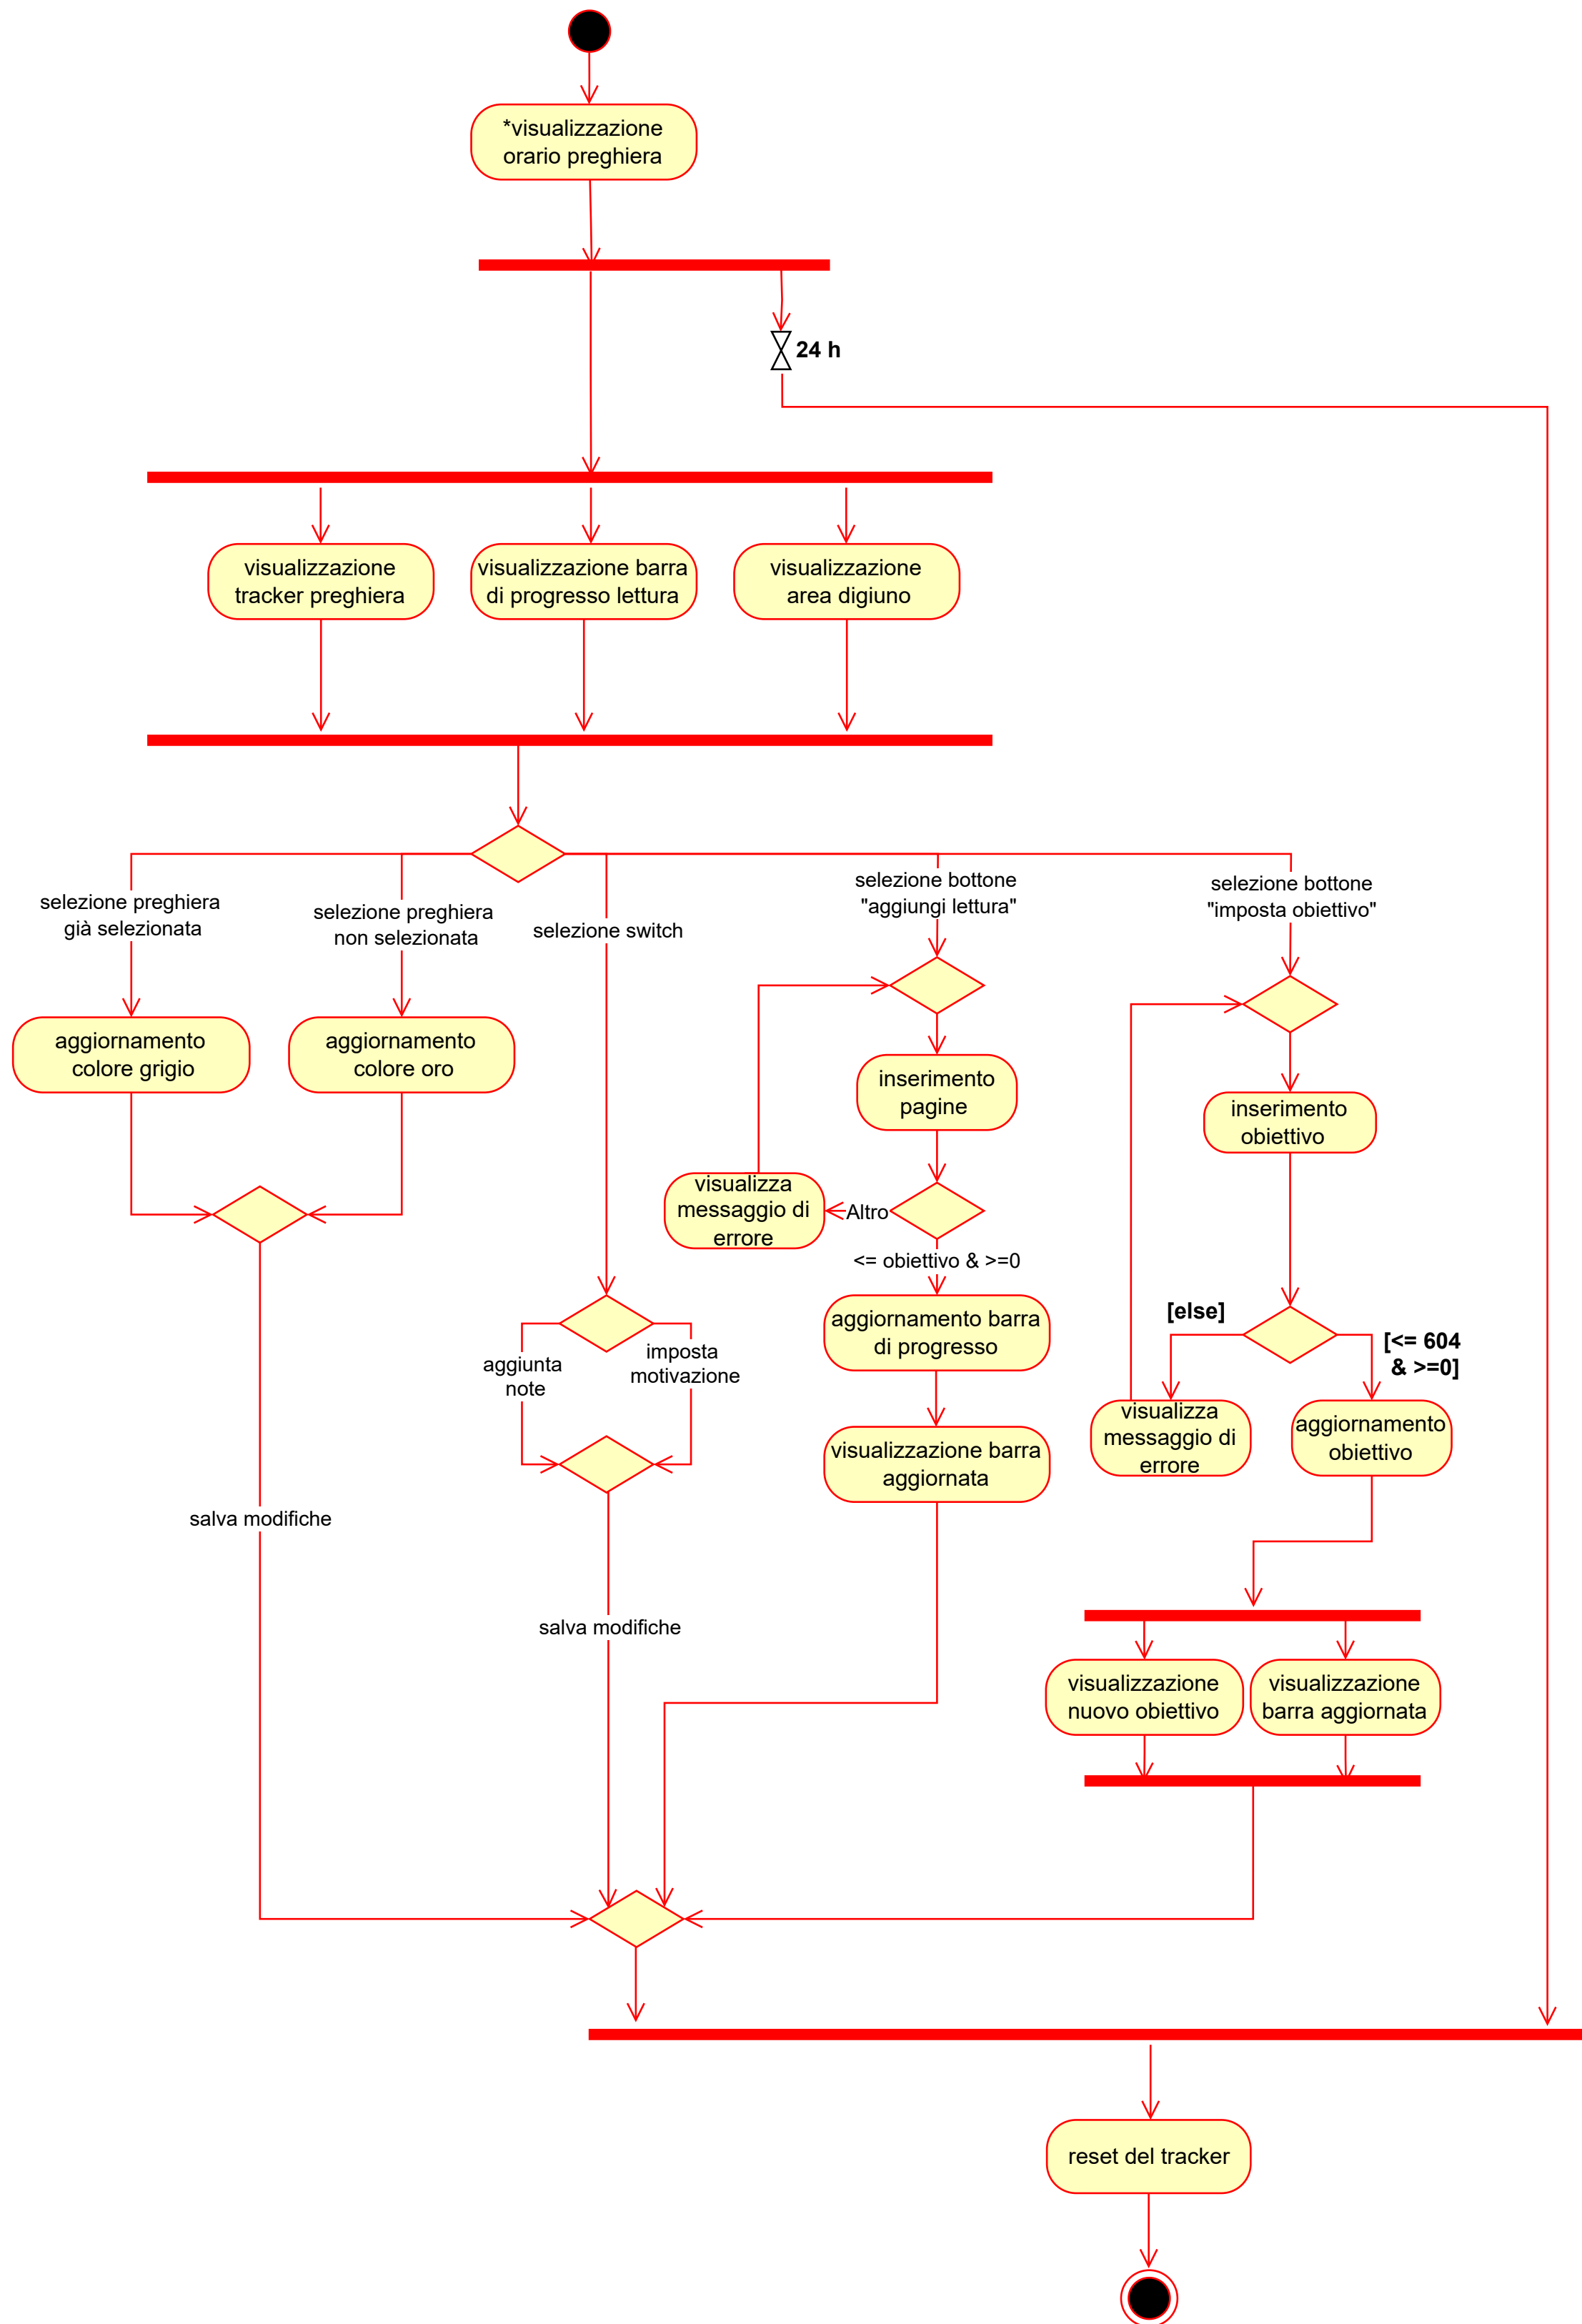 *visualizzazione
orario preghiera
24 h
visualizzazione
tracker preghiera
visualizzazione barra
di progresso lettura
visualizzazione
area digiuno
selezione preghiera
già selezionata
selezione preghiera
non selezionata
selezione switch
selezione bottone
"aggiungi lettura"
selezione bottone
"imposta obiettivo"
aggiornamento
colore grigio
aggiornamento
colore oro
inserimento
pagine
inserimento
obiettivo
visualizza
messaggio di
errore
Altro
<= obiettivo & >=0
aggiornamento barra
di progresso
[else]
[<= 604
& >=0]
aggiunta
note
imposta
motivazione
visualizzazione barra
aggiornata
visualizza
messaggio di
errore
aggiornamento
obiettivo
salva modifiche
salva modifiche
visualizzazione
nuovo obiettivo
visualizzazione
barra aggiornata
reset del tracker